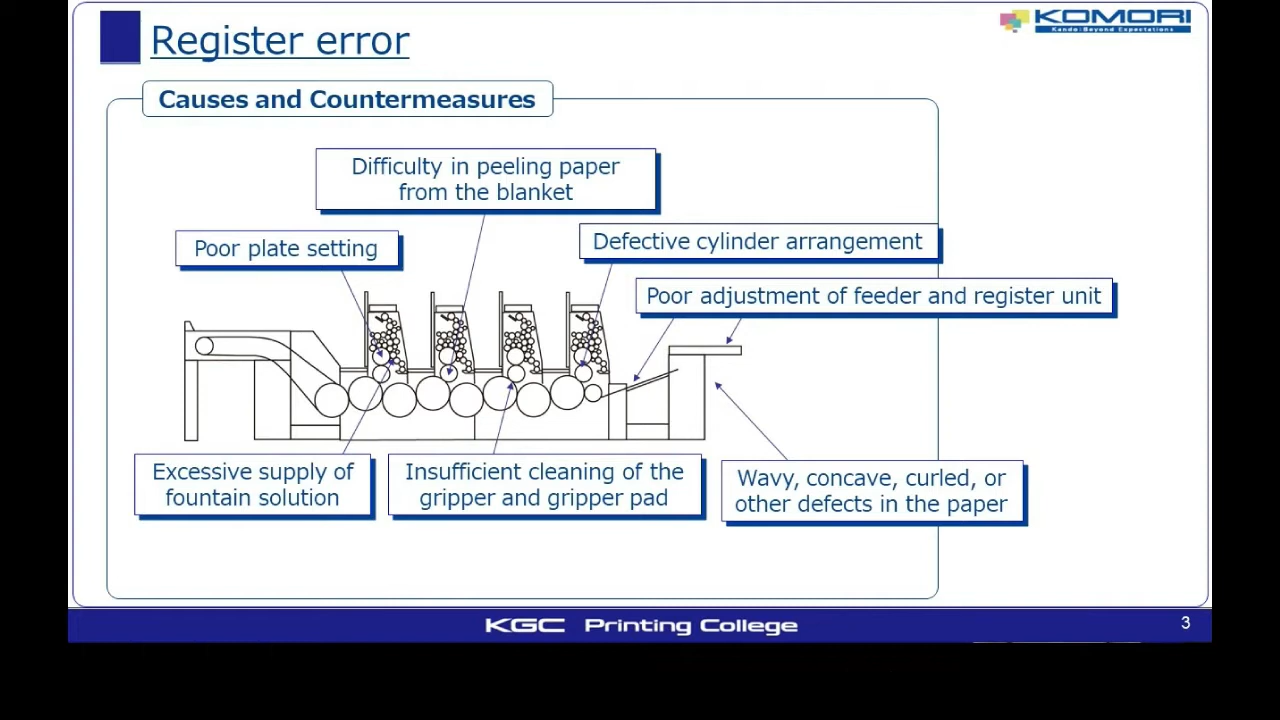 Register error
KOMORI
Kando: Beyond Expectations
Causes and Countermeasures
Difficulty in peeling paper
from the blanket
Poor plate setting
Defective cylinder arrangement
Poor adjustment of feeder and register unit
Excessive supply of
fountain solution
Insufficient cleaning of the
gripper and gripper pad
Wavy, concave, curled, or
other defects in the paper
KGC Printing College
3